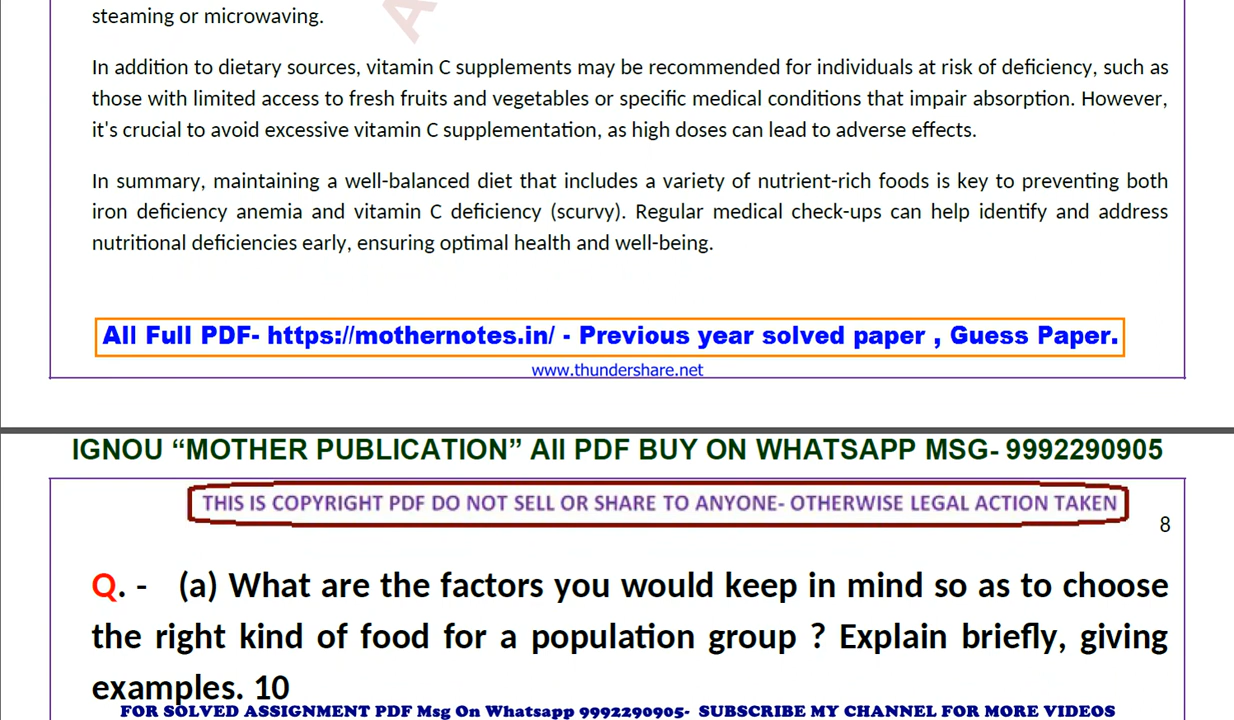 steaming or microwaving.
In addition to dietary sources, vitamin C supplements may be recommended for individuals at risk of deficiency, such as
those with limited access to fresh fruits and vegetables or specific medical conditions that impair absorption. However,
it's crucial to avoid excessive vitamin C supplementation, as high doses can lead to adverse effects.
In summary, maintaining a well-balanced diet that includes a variety of nutrient-rich foods is key to preventing both
iron deficiency anemia and vitamin C deficiency (scurvy). Regular medical check-ups can help identify and address
nutritional deficiencies early, ensuring optimal health and well-being.
All Full PDF- https://mothernotes.in/ - Previous year solved paper , Guess Paper.
www.thundershare.net
IGNOU “MOTHER PUBLICATION” All PDF BUY ON WHATSAPP MSG- 9992290905
THIS IS COPYRIGHT PDF DO NOT SELL OR SHARE TO ANYONE- OTHERWISE LEGAL ACTION TAKEN
8
Q. - (a) What are the factors you would keep in mind so as to choose
the right kind of food for a population group ? Explain briefly, giving
examples. 10
FOR SOLVED ASSIGNMENT PDF Msg On Whatsapp 9992290905- SUBSCRIBE MY CHANNEL FOR MORE VIDEOS